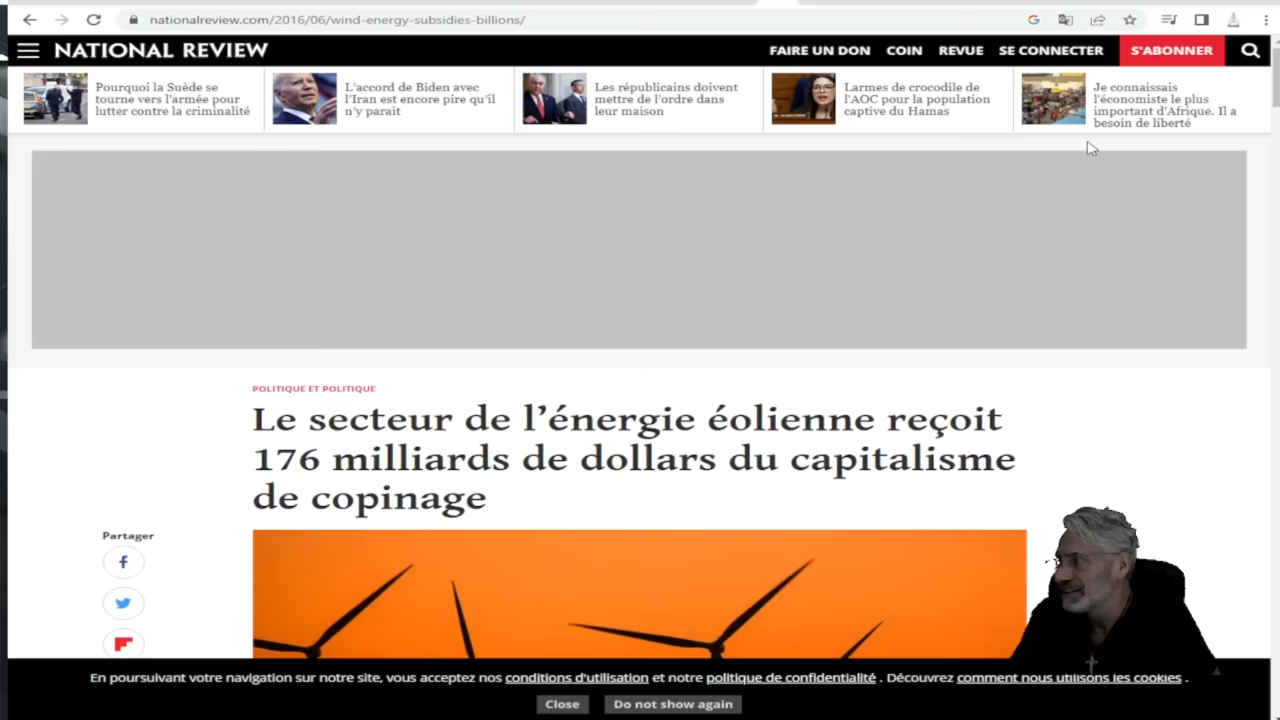 nationalreview.com/2016/06/wind-energy-subsidies-billions/
NATIONAL REVIEW
FAIRE UN DON COIN REVUE SE CONNECTER S'ABONNER
Pourquoi la Suède se
tourne vers l'armée pour
lutter contre la criminalité
L'accord de Biden avec
l'Iran est encore pire qu'il
n'y paraît
Les républicains doivent
mettre de l'ordre dans
leur maison
Larmes de crocodile de
l'AOC pour la population
captive du Hamas
Je connaissais
l'économiste le plus
important d'Afrique. Il a
besoin de liberté
POLITIQUE ET POLITIQUE
Le secteur de l'énergie éolienne reçoit
176 milliards de dollars du capitalisme
de copinage
Partager
En poursuivant votre navigation sur notre site, vous acceptez nos conditions d'utilisation et notre politique de confidentialité . Découvrez comment nous utilisons les cookies .
Close Do not show again